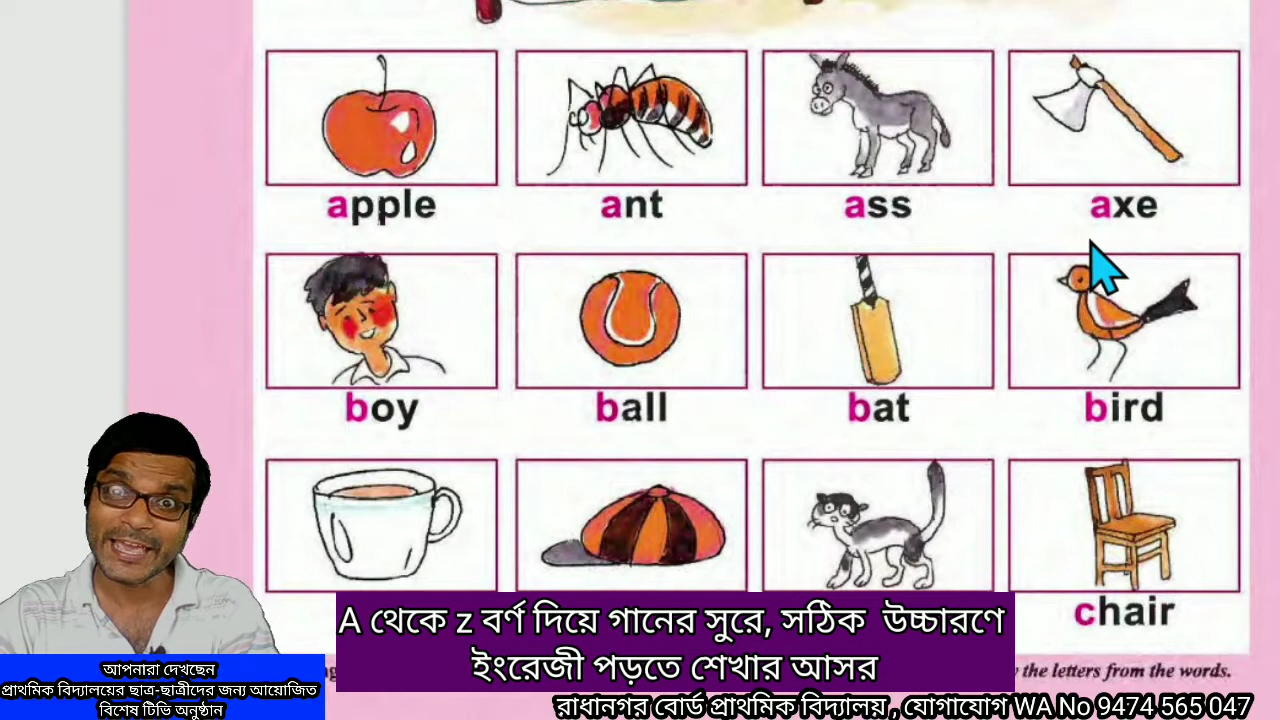 apple ant ass axe
boy ball bat bird
chair
A থেকে z বর্ণ দিয়ে গানের সুরে, সঠিক উচ্চারণে
ইংরেজী পড়তে শেখার আসর
আপনারা দেখছেন
প্রাথমিক বিদ্যালয়ের ছাত্র-ছাত্রীদের জন্য আয়োজিত
বিশেষ টিভি অনুষ্ঠান
the letters from the words.
রাধানগর বোর্ড প্রাথমিক বিদ্যালয় , যোগাযোগ WA No 9474 565 047